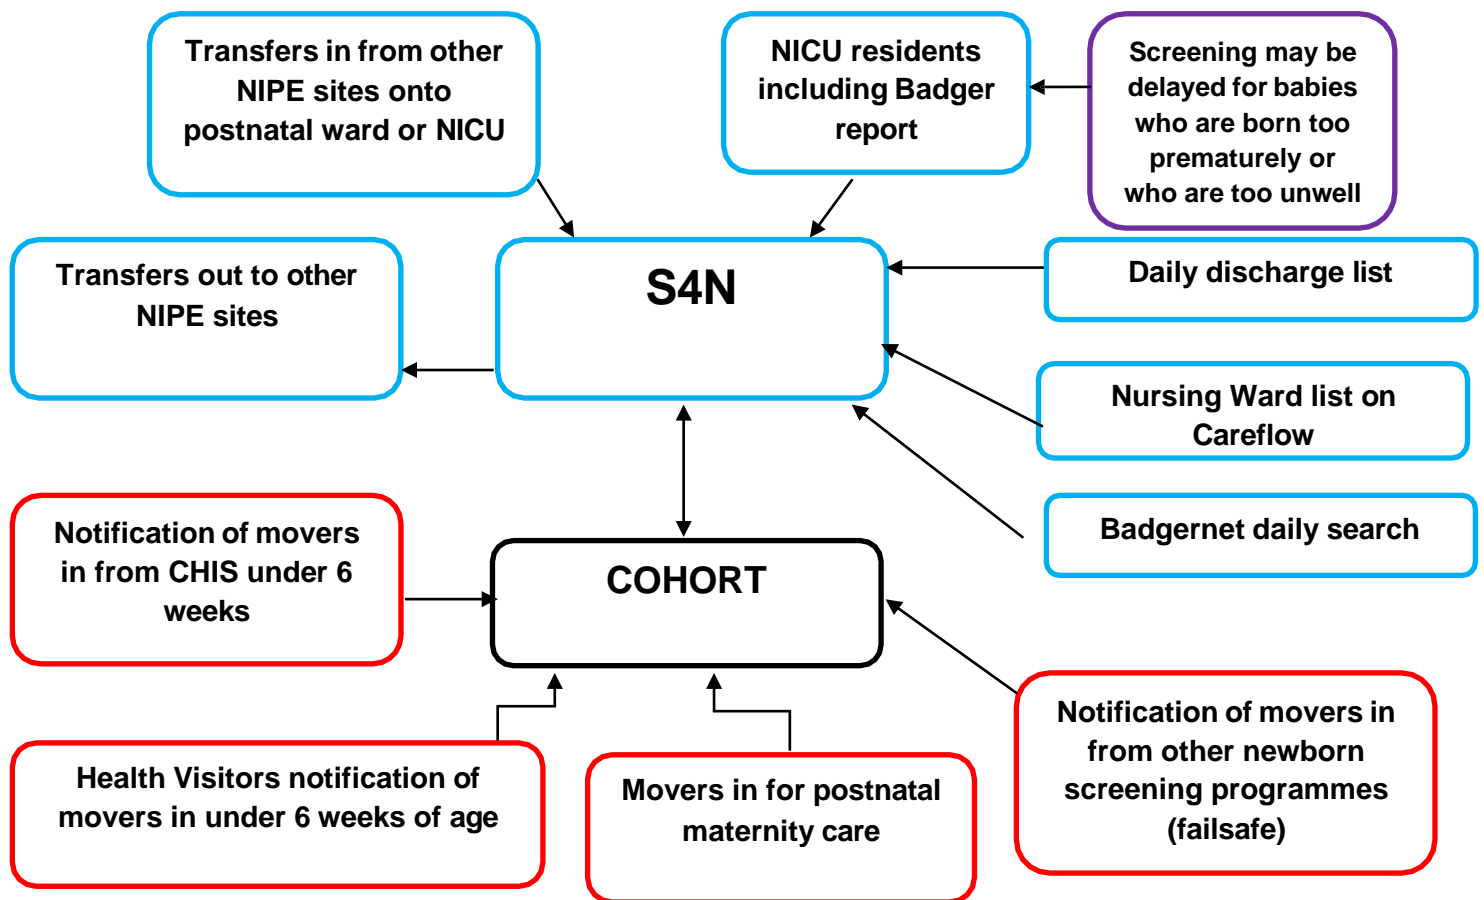 Transfers in from other
NIPE sites onto
postnatal ward or NICU
NICU residents
including Badger
report
Screening may be
delayed for babies
who are born too
prematurely or
who are too unwell
Transfers out to other
NIPE sites
S4N
Daily discharge list
Nursing Ward list on
Careflow
Badgernet daily search
Notification of movers
in from CHIS under 6
weeks
COHORT
Health Visitors notification of
movers in under 6 weeks of age
Movers in for postnatal
maternity care
Notification of movers in
from other newborn
screening programmes
(failsafe)